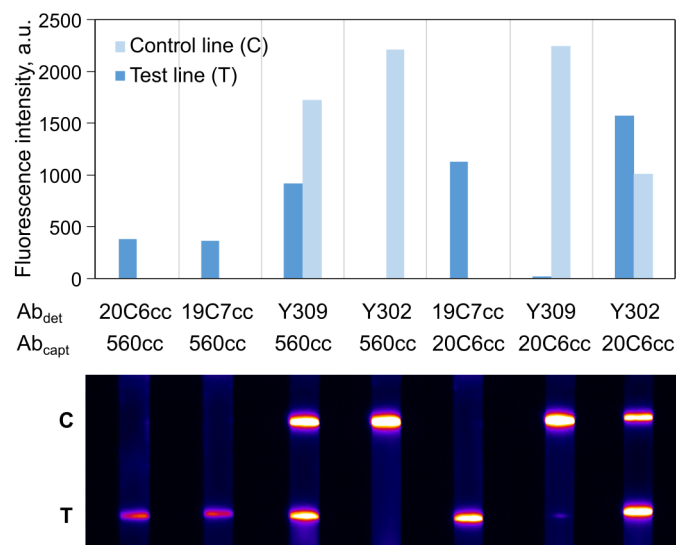 Fluorescence intensity, a.u.
2500
2000
1500
1000
500
0
Control line (C)
Test line (T)
Abdet 20C6cc 19C7cc Y309 Y302 19C7cc Y309 Y302
Abcapt 560cc 560cc 560cc 560cc 20C6cc 20C6cc 20C6cc
C
T